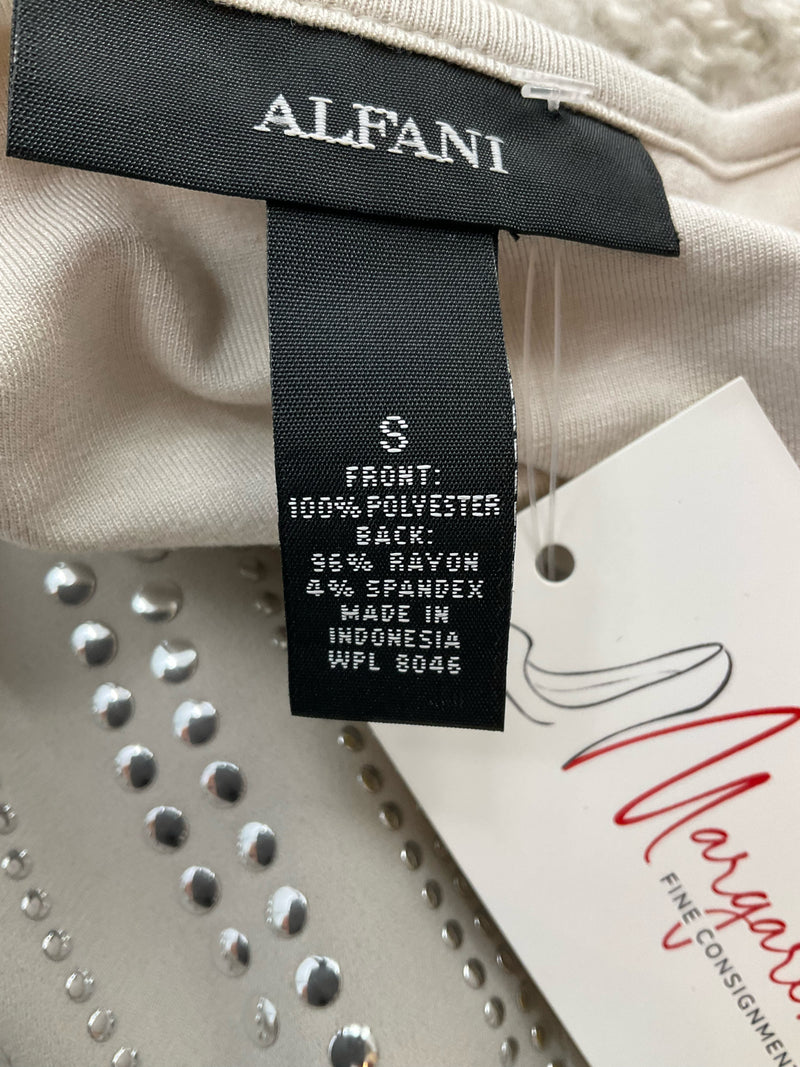 ALFANI
S
FRONT:
100% POLYESTER
BACK:
96% RAYON
4% SPANDEX
MADE IN
INDONESIA
WPL 8046
FINE CONSIGNMENT